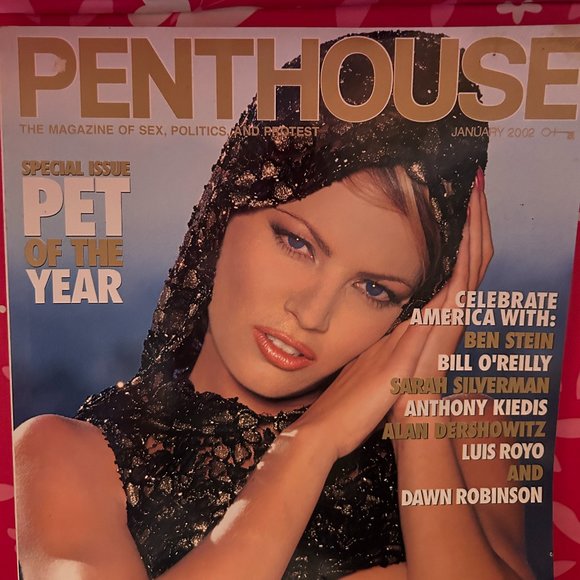 PENTHOUSE
THE MAGAZINE OF SEX, POLITICS, AND PROTEST
JANUARY 2002
SPECIAL ISSUE
PET
OF THE
YEAR
CELEBRATE
AMERICA WITH:
BEN STEIN
BILL O'REILLY
SARAH SILVERMAN
ANTHONY KIEDIS
ALAN DERSHOWITZ
LUIS ROYO
AND
DAWN ROBINSON